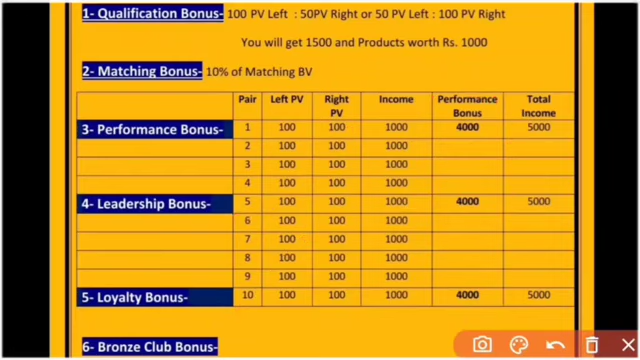 1- Qualification Bonus- 100 PV Left : 50PV Right or 50 PV Left : 100 PV Right
You will get 1500 and Products worth Rs. 1000
2- Matching Bonus- 10% of Matching BV
Pair Left PV Right PV Income Performance Bonus Total Income
3- Performance Bonus- 1 100 100 1000 4000 5000
2 100 100 1000
3 100 100 1000
4 100 100 1000
4- Leadership Bonus- 5 100 100 1000 4000 5000
6 100 100 1000
7 100 100 1000
8 100 100 1000
9 100 100 1000
5- Loyalty Bonus- 10 100 100 1000 4000 5000
6- Bronze Club Bonus-